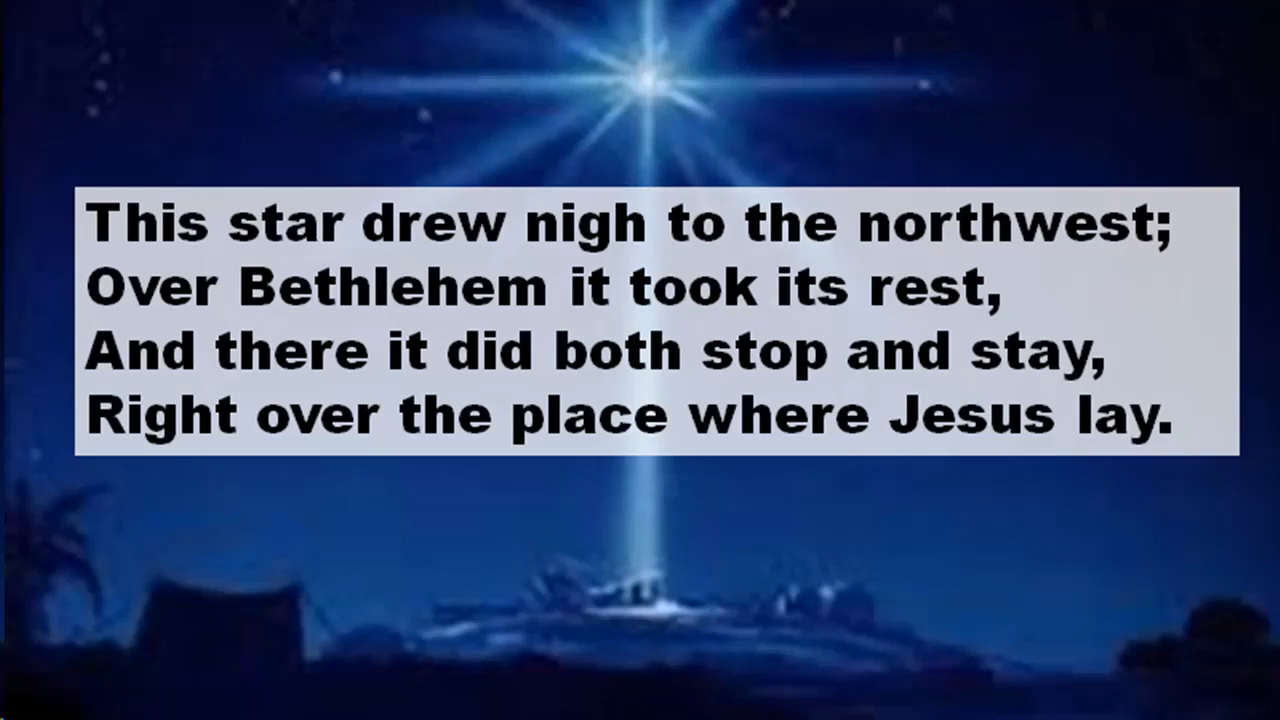 This star drew nigh to the northwest;
Over Bethlehem it took its rest,
And there it did both stop and stay,
Right over the place where Jesus lay.